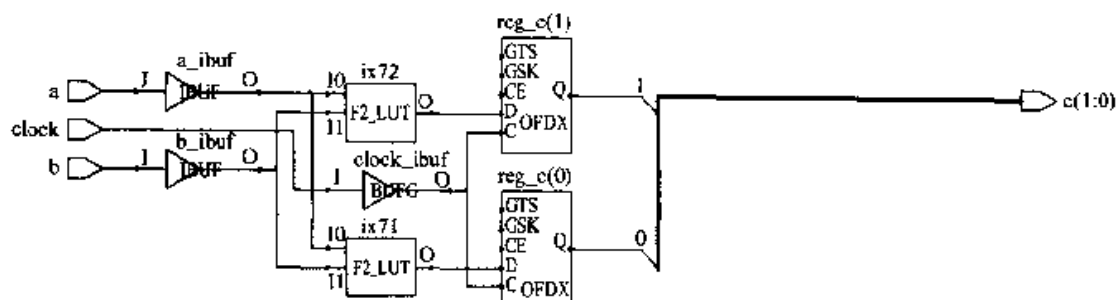 reg_c(1)
a_ibuf
GTS
a
I
IBUF
O
ix72
GSK
I0
CE
Q
1
F2_LUT
O
D
c(1:0)
clock
I1
C
OFDX
b_ibuf
b
I
IBUF
O
clock_ibuf
I
BUFG
O
reg_c(0)
GTS
ix71
GSK
I0
CE
Q
0
F2_LUT
O
D
I1
C
OFDX